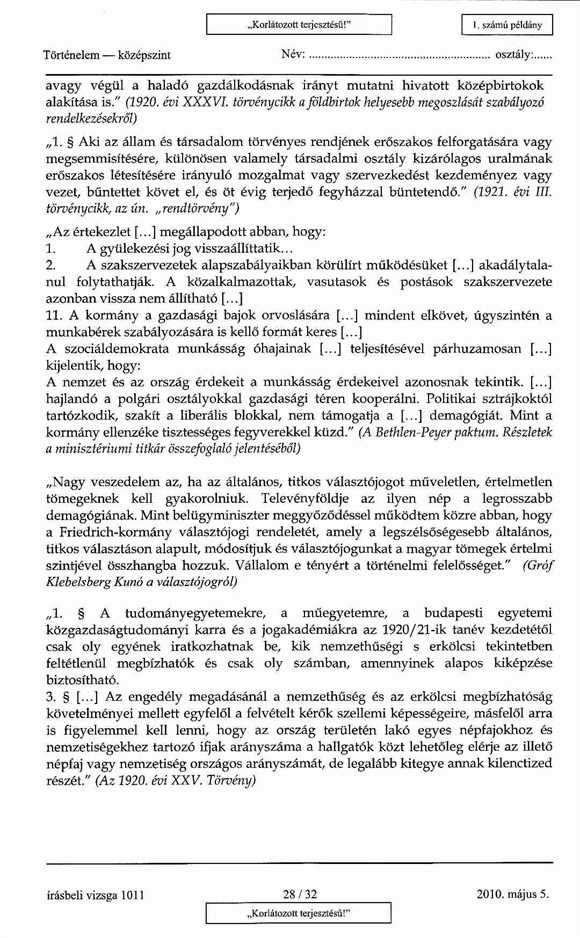 „Korlátozott terjesztésű!”
1. számú példány
Történelem — középszint
Név: ............................................................... osztály:......
avagy végül a haladó gazdálkodásnak irányt mutatni hivatott középbirtokok
alakítása is.” (1920. évi XXXVI. törvénycikk a földbirtok helyesebb megoszlását szabályozó
rendelkezésekről)
„1. § Aki az állam és társadalom törvényes rendjének erőszakos felforgatására vagy
megsemmisítésére, különösen valamely társadalmi osztály kizárólagos uralmának
erőszakos létesítésére irányuló mozgalmat vagy szervezkedést kezdeményez vagy
vezet, bűntettet követ el, és öt évig terjedő fegyházzal büntetendő.” (1921. évi III.
törvénycikk, az ún. „rendtörvény”)
„Az értekezlet [...] megállapodott abban, hogy:
1. A gyülekezési jog visszaállíttatik...
2. A szakszervezetek alapszabályaikban körülírt működésüket [...] akadálytala-
nul folytathatják. A közalkalmazottak, vasutasok és postások szakszervezete
azonban vissza nem állítható [...]
11. A kormány a gazdasági bajok orvoslására [...] mindent elkövet, úgyszintén a
munkabérek szabályozására is kellő formát keres [...]
A szociáldemokrata munkásság óhajainak [...] teljesítésével párhuzamosan [...]
kijelentik, hogy:
A nemzet és az ország érdekeit a munkásság érdekeivel azonosnak tekintik. [...]
hajlandó a polgári osztályokkal gazdasági téren kooperálni. Politikai sztrájkoktól
tartózkodik, szakít a liberális blokkal, nem támogatja a [...] demagógiát. Mint a
kormány ellenzéke tisztességes fegyverekkel küzd.” (A Bethlen-Peyer paktum. Részletek
a minisztériumi titkár összefoglaló jelentéséből)
„Nagy veszedelem az, ha az általános, titkos választójogot műveletlen, értelmetlen
tömegeknek kell gyakorolniuk. Televényföldje az ilyen nép a legrosszabb
demagógiának. Mint belügyminiszter meggyőződéssel működtem közre abban, hogy
a Friedrich-kormány választójogi rendeletét, amely a legszélsőségesebb általános,
titkos választáson alapult, módosítjuk és választójogunkat a magyar tömegek értelmi
szintjével összhangba hozzuk. Vállalom e tényért a történelmi felelősséget.” (Gróf
Klebelsberg Kunó a választójogról)
„1. § A tudományegyetemekre, a műegyetemre, a budapesti egyetemi
közgazdaságtudományi karra és a jogakadémiákra az 1920/21-ik tanév kezdetétől
csak oly egyének iratkozhatnak be, kik nemzethűségi s erkölcsi tekintetben
feltétlenül megbízhatók és csak oly számban, amennyinek alapos kiképzése
biztosítható.
3. § [...] Az engedély megadásánál a nemzethűség és az erkölcsi megbízhatóság
követelményei mellett egyfelől a felvételt kérők szellemi képességeire, másfelől arra
is figyelemmel kell lenni, hogy az ország területén lakó egyes népfajokhoz és
nemzetiségekhez tartozó ifjak arányszáma a hallgatók közt lehetőleg elérje az illető
népfaj vagy nemzetiség országos arányszámát, de legalább kitegye annak kilenctized
részét.” (Az 1920. évi XXV. Törvény)
írásbeli vizsga 1011
28 / 32
2010. május 5.
„Korlátozott terjesztésű!”